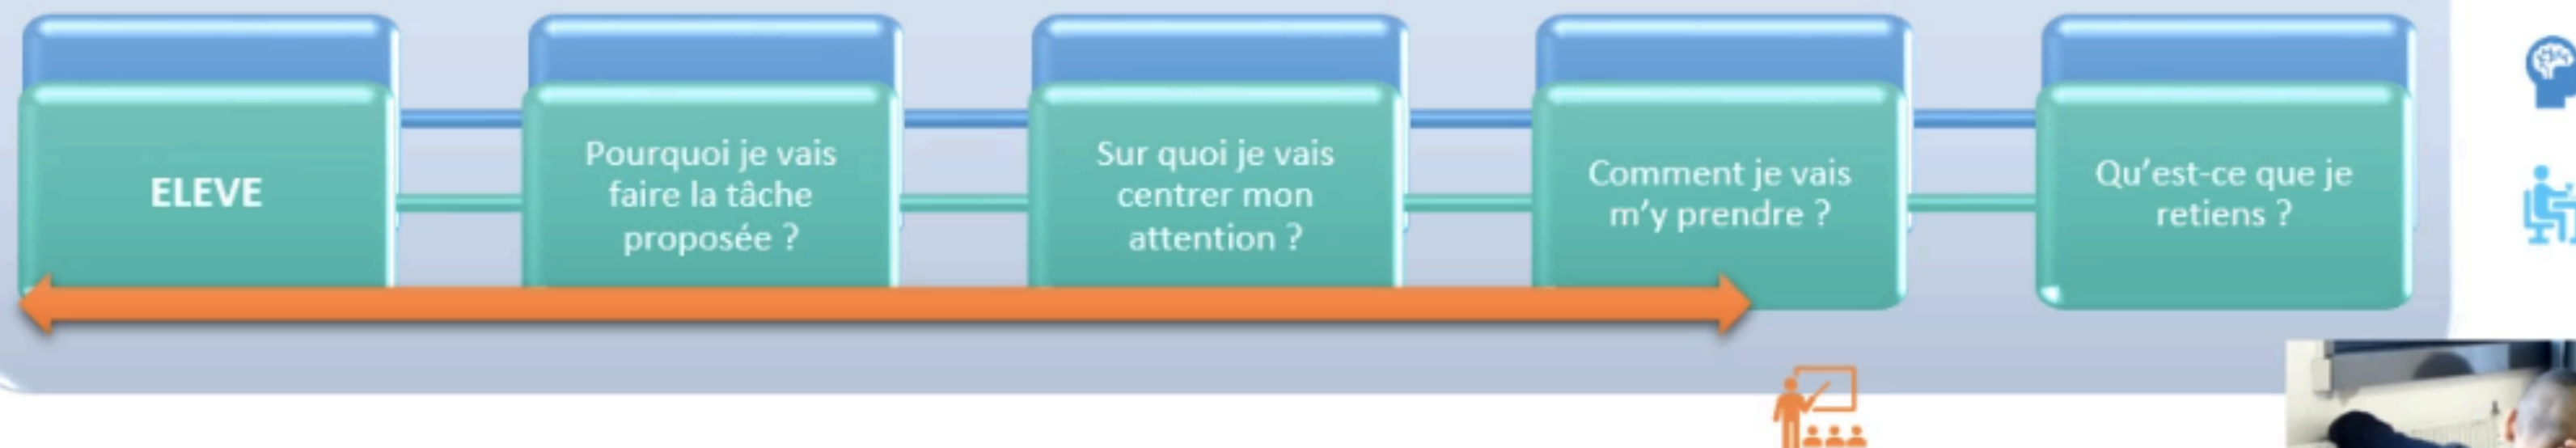 ELEVE
Pourquoi je vais
faire la tâche
proposée ?
Sur quoi je vais
centrer mon
attention ?
Comment je vais
m’y prendre ?
Qu’est-ce que je
retiens ?